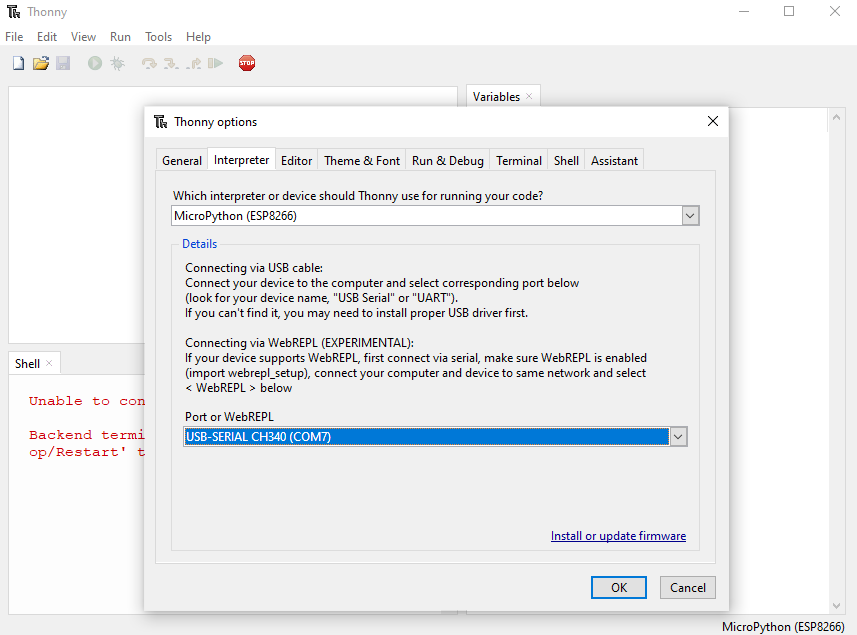 Thonny
File Edit View Run Tools Help
STOP
Variables
Thonny options
General Interpreter Editor Theme & Font Run & Debug Terminal Shell Assistant
Which interpreter or device should Thonny use for running your code?
MicroPython (ESP8266)
Details
Connecting via USB cable:
Connect your device to the computer and select corresponding port below
(look for your device name, "USB Serial" or "UART").
If you can't find it, you may need to install proper USB driver first.
Connecting via WebREPL (EXPERIMENTAL):
If your device supports WebREPL, first connect via serial, make sure WebREPL is enabled
(import webrepl_setup), connect your computer and device to same network and select
< WebREPL > below
Port or WebREPL
USB-SERIAL CH340 (COM7)
Install or update firmware
OK Cancel
Shell
Unable to con
Backend termi
op/Restart' t
MicroPython (ESP8266)